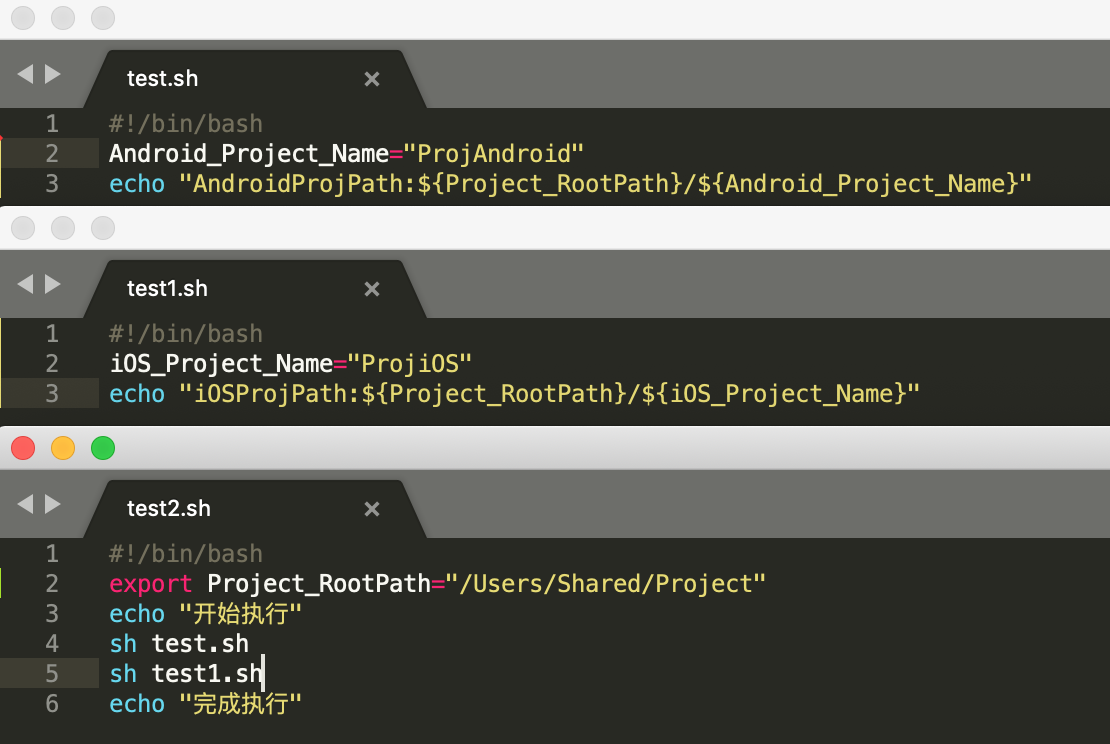 test.sh ×
1 #!/bin/bash
2 Android_Project_Name="ProjAndroid"
3 echo "AndroidProjPath:${Project_RootPath}/${Android_Project_Name}"
test1.sh ×
1 #!/bin/bash
2 iOS_Project_Name="ProjiOS"
3 echo "iOSProjPath:${Project_RootPath}/${iOS_Project_Name}"
test2.sh ×
1 #!/bin/bash
2 export Project_RootPath="/Users/Shared/Project"
3 echo "开始执行"
4 sh test.sh
5 sh test1.sh
6 echo "完成执行"